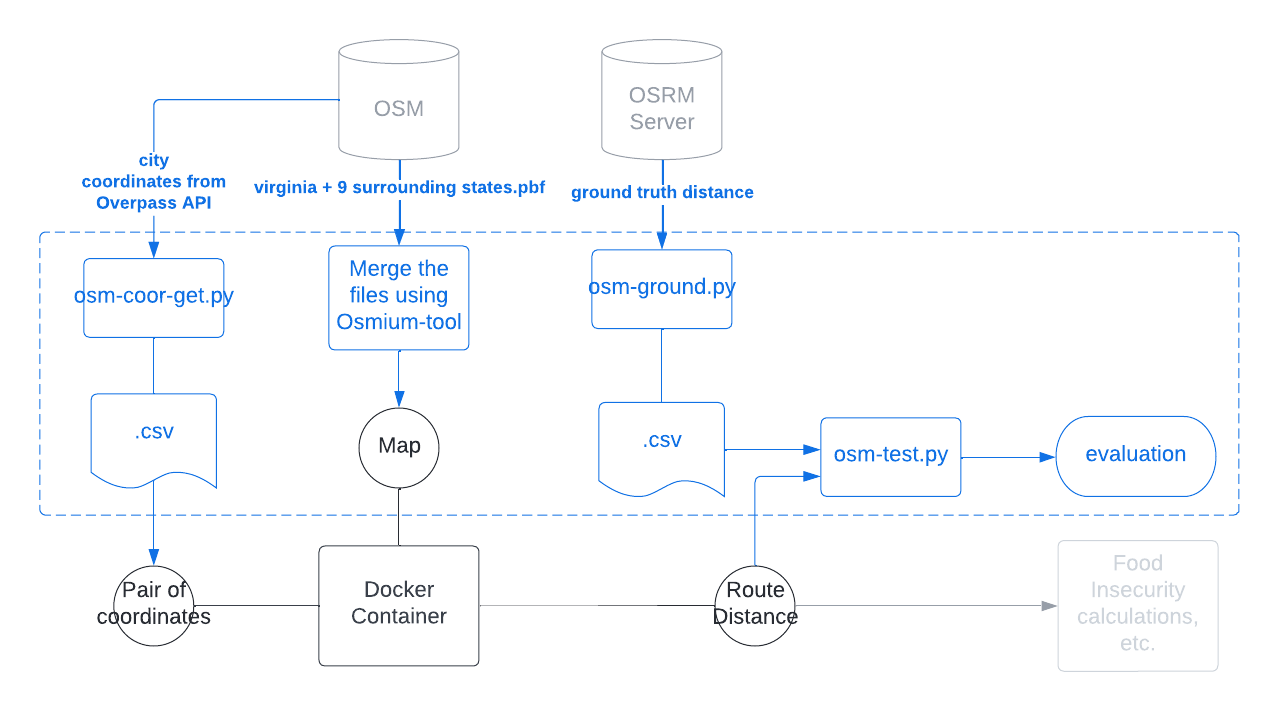 OSM
OSRM
Server
city
coordinates from
Overpass API
virginia + 9 surrounding states.pbf
ground truth distance
osm-coor-get.py
Merge the
files using
Osmium-tool
osm-ground.py
.csv
Map
.csv
osm-test.py
evaluation
Pair of
coordinates
Docker
Container
Route
Distance
Food
Insecurity
calculations,
etc.